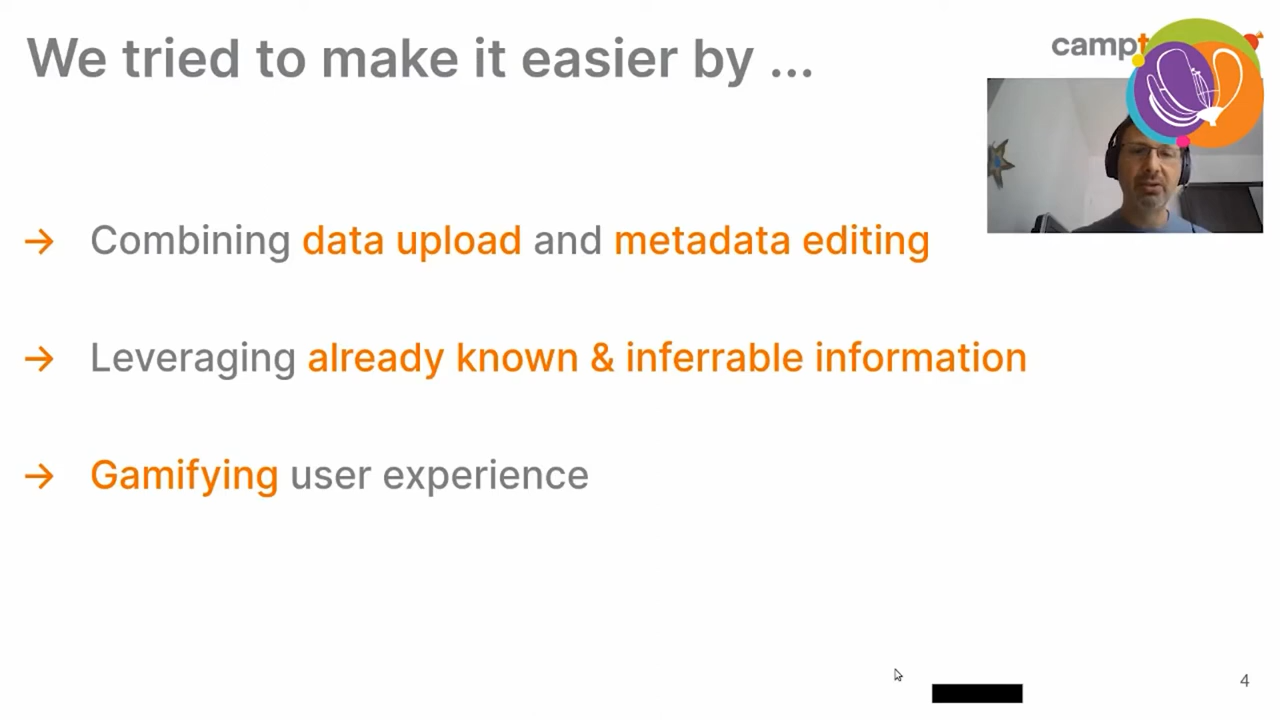 We tried to make it easier by ...
camp
→ Combining data upload and metadata editing
→ Leveraging already known & inferrable information
→ Gamifying user experience
4